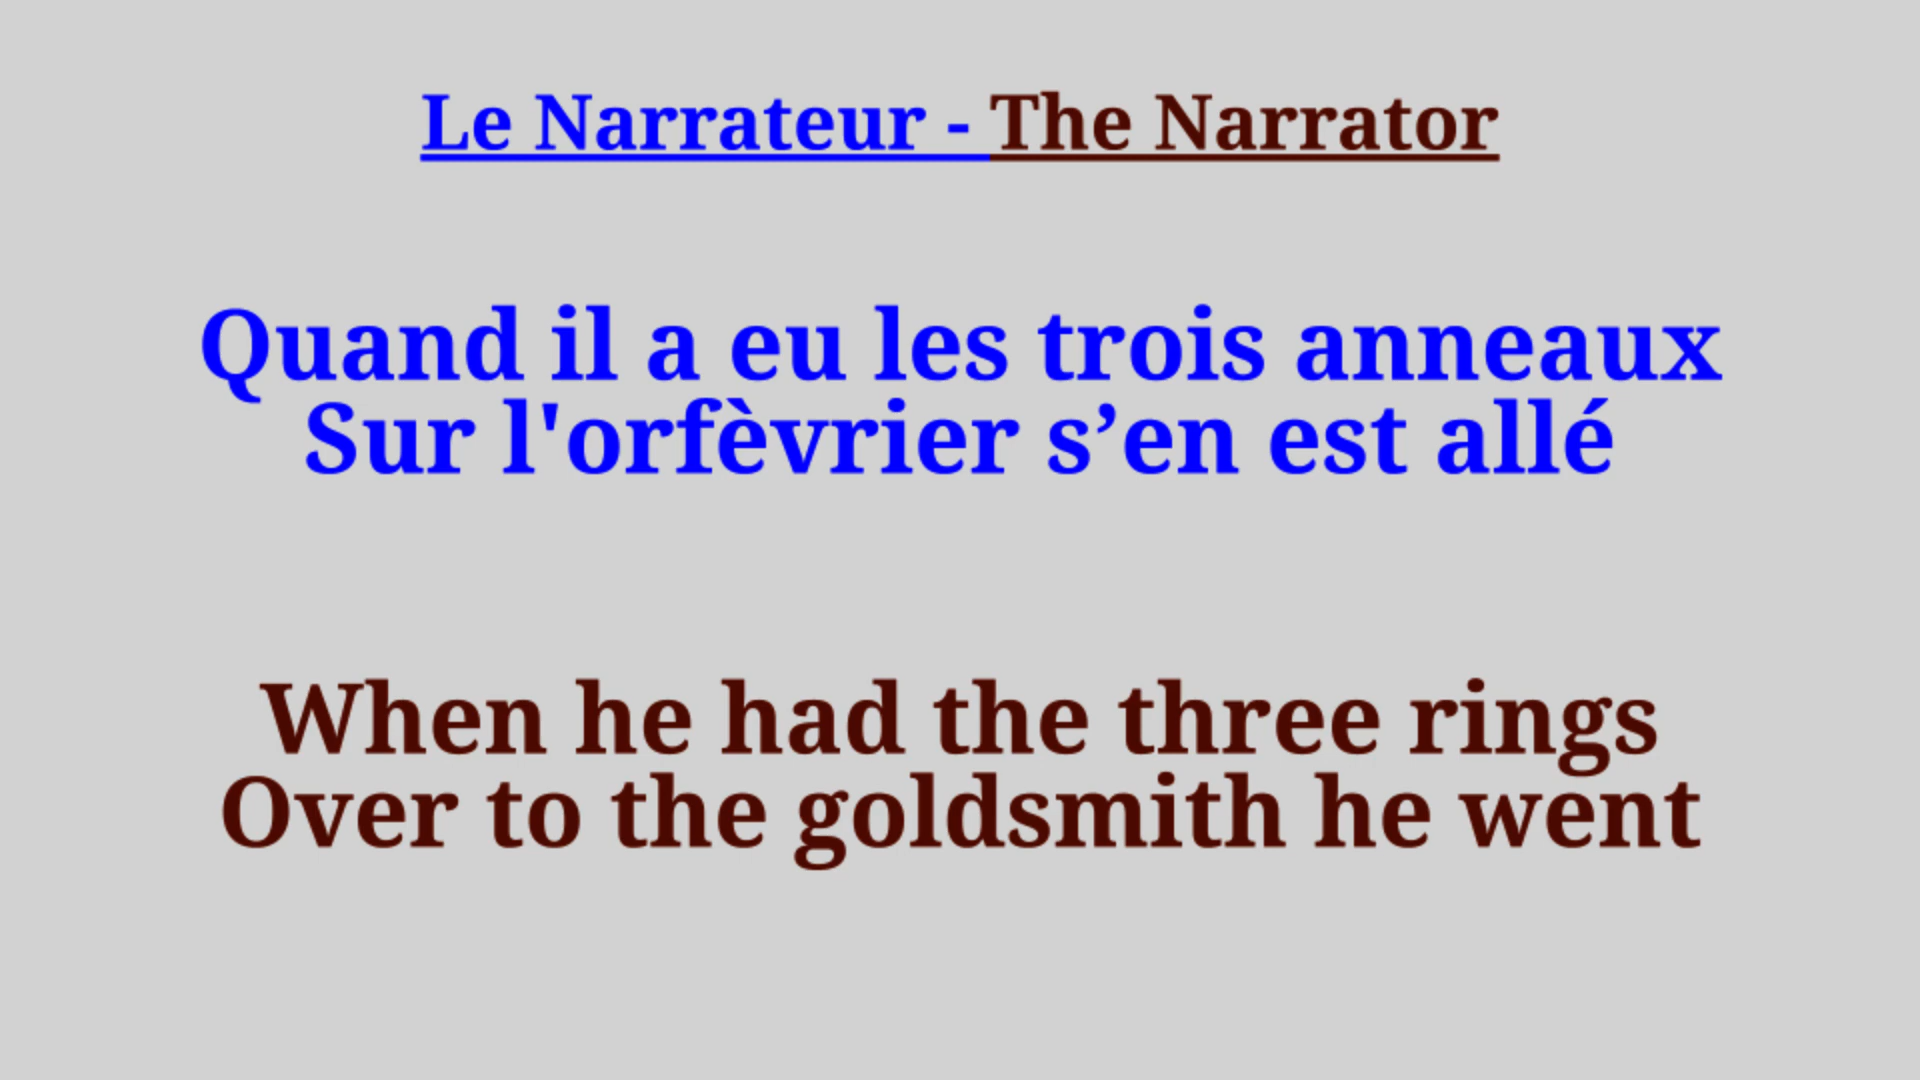 Le Narrateur - The Narrator
Quand il a eu les trois anneaux
Sur l'orfèvrier s’en est allé
When he had the three rings
Over to the goldsmith he went